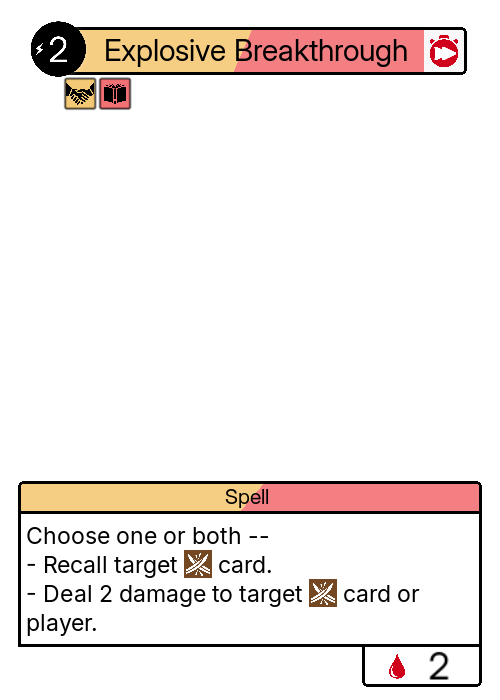 2 Explosive Breakthrough
Spell
Choose one or both --
- Recall target card.
- Deal 2 damage to target card or
player.
2